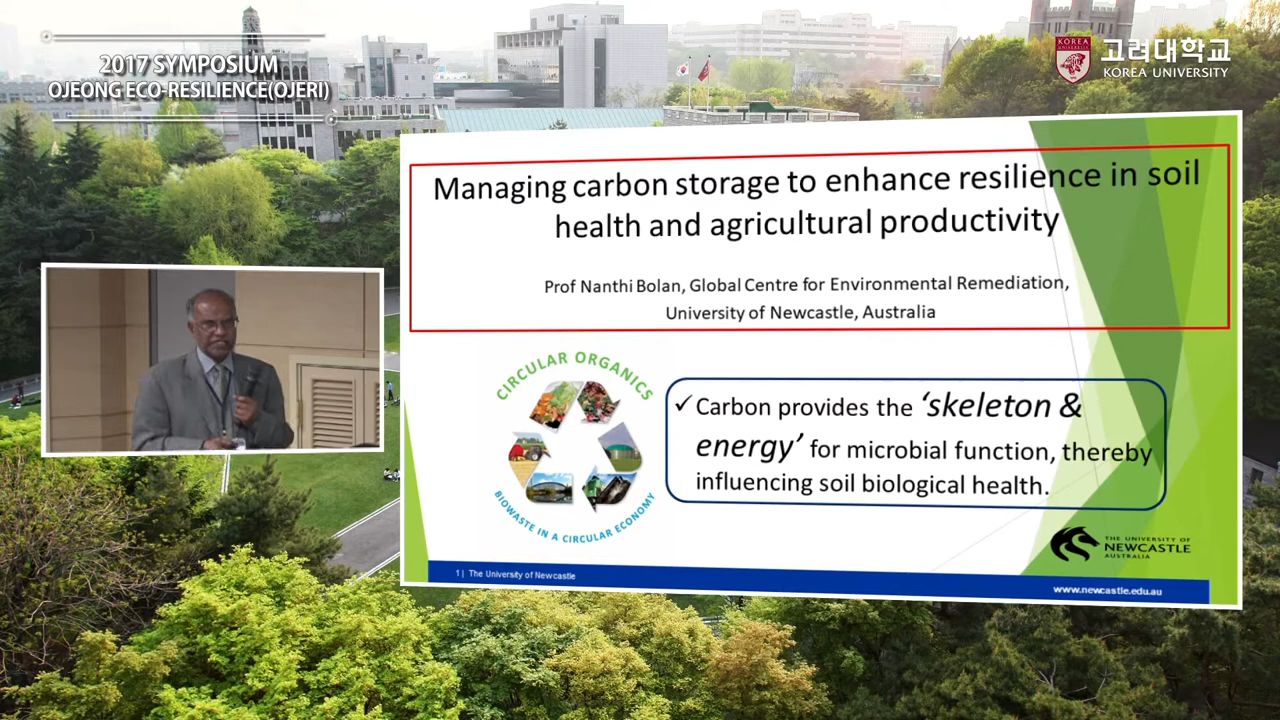 2017 SYMPOSIUM
OJEONG ECO-RESILIENCE(OJERI)
KOREA
고려대학교
KOREA UNIVERSITY
Managing carbon storage to enhance resilience in soil
health and agricultural productivity
Prof Nanthi Bolan, Global Centre for Environmental Remediation,
University of Newcastle, Australia
CIRCULAR ORGANICS
BIOWASTE IN A CIRCULAR ECONOMY
✓Carbon provides the ‘skeleton &
energy’ for microbial function, thereby
influencing soil biological health.
THE UNIVERSITY OF
NEWCASTLE
AUSTRALIA
1 | The University of Newcastle
www.newcastle.edu.au